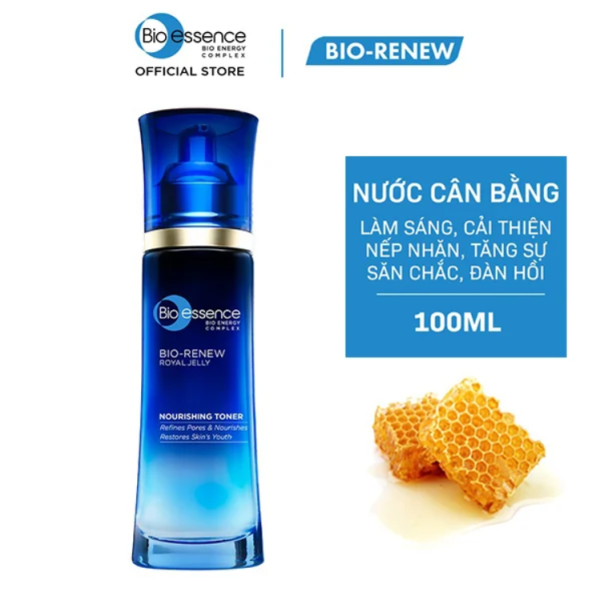 Bio essence
BIO ENERGY
COMPLEX
OFFICIAL STORE
BIO-RENEW
NƯỚC CÂN BẰNG
LÀM SÁNG, CẢI THIỆN
NẾP NHĂN, TĂNG SỰ
SĂN CHẮC, ĐÀN HỒI
100ML
Bio essence
BIO ENERGY
COMPLEX
BIO-RENEW
ROYAL JELLY
NOURISHING TONER
Refines Pores & Nourishes
Restores Skin's Youth